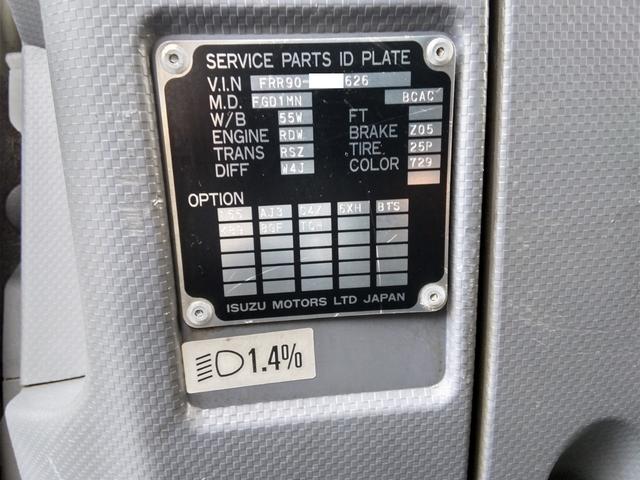 SERVICE PARTS ID PLATE
V.I.N FRR90- 626
M.D. FGD1MN BCAC
W/B 55W FT
ENGINE RDW BRAKE Z05
TRANS RSZ TIRE 25P
DIFF W4J COLOR 729
OPTION
AJ3 6XH
ISUZU MOTORS LTD JAPAN
1.4%